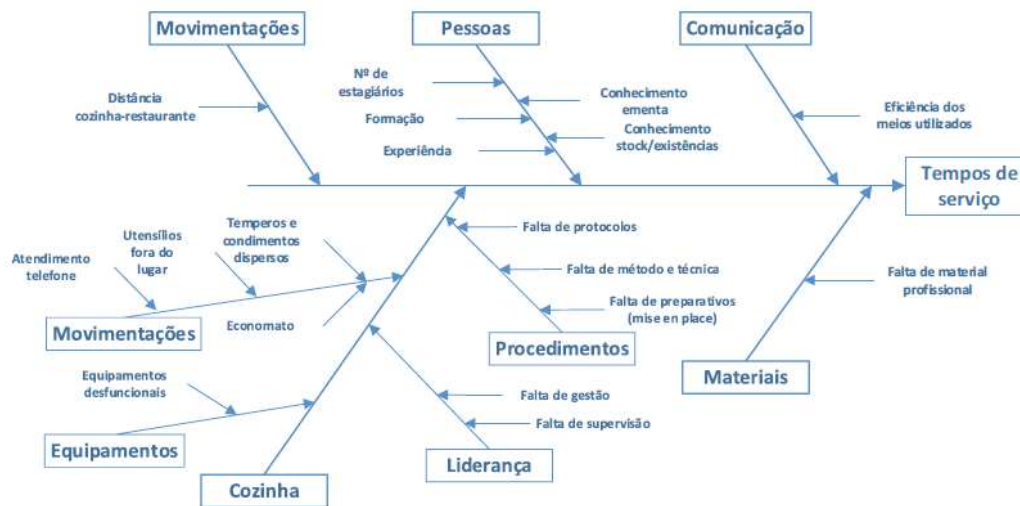 Movimentações
Pessoas
Comunicação
Distância
cozinha-restaurante
Nº de
estagiários
Formação
Experiência
Conhecimento
ementa
Conhecimento
stock/existências
Eficiência dos
meios utilizados
Tempos de
serviço
Atendimento
telefone
Utensílios
fora do
lugar
Temperos e
condimentos
dispersos
Economato
Movimentações
Falta de protocolos
Falta de método e técnica
Falta de preparativos
(mise en place)
Procedimentos
Falta de material
profissional
Materiais
Equipamentos
desfuncionais
Equipamentos
Falta de gestão
Falta de supervisão
Liderança
Cozinha